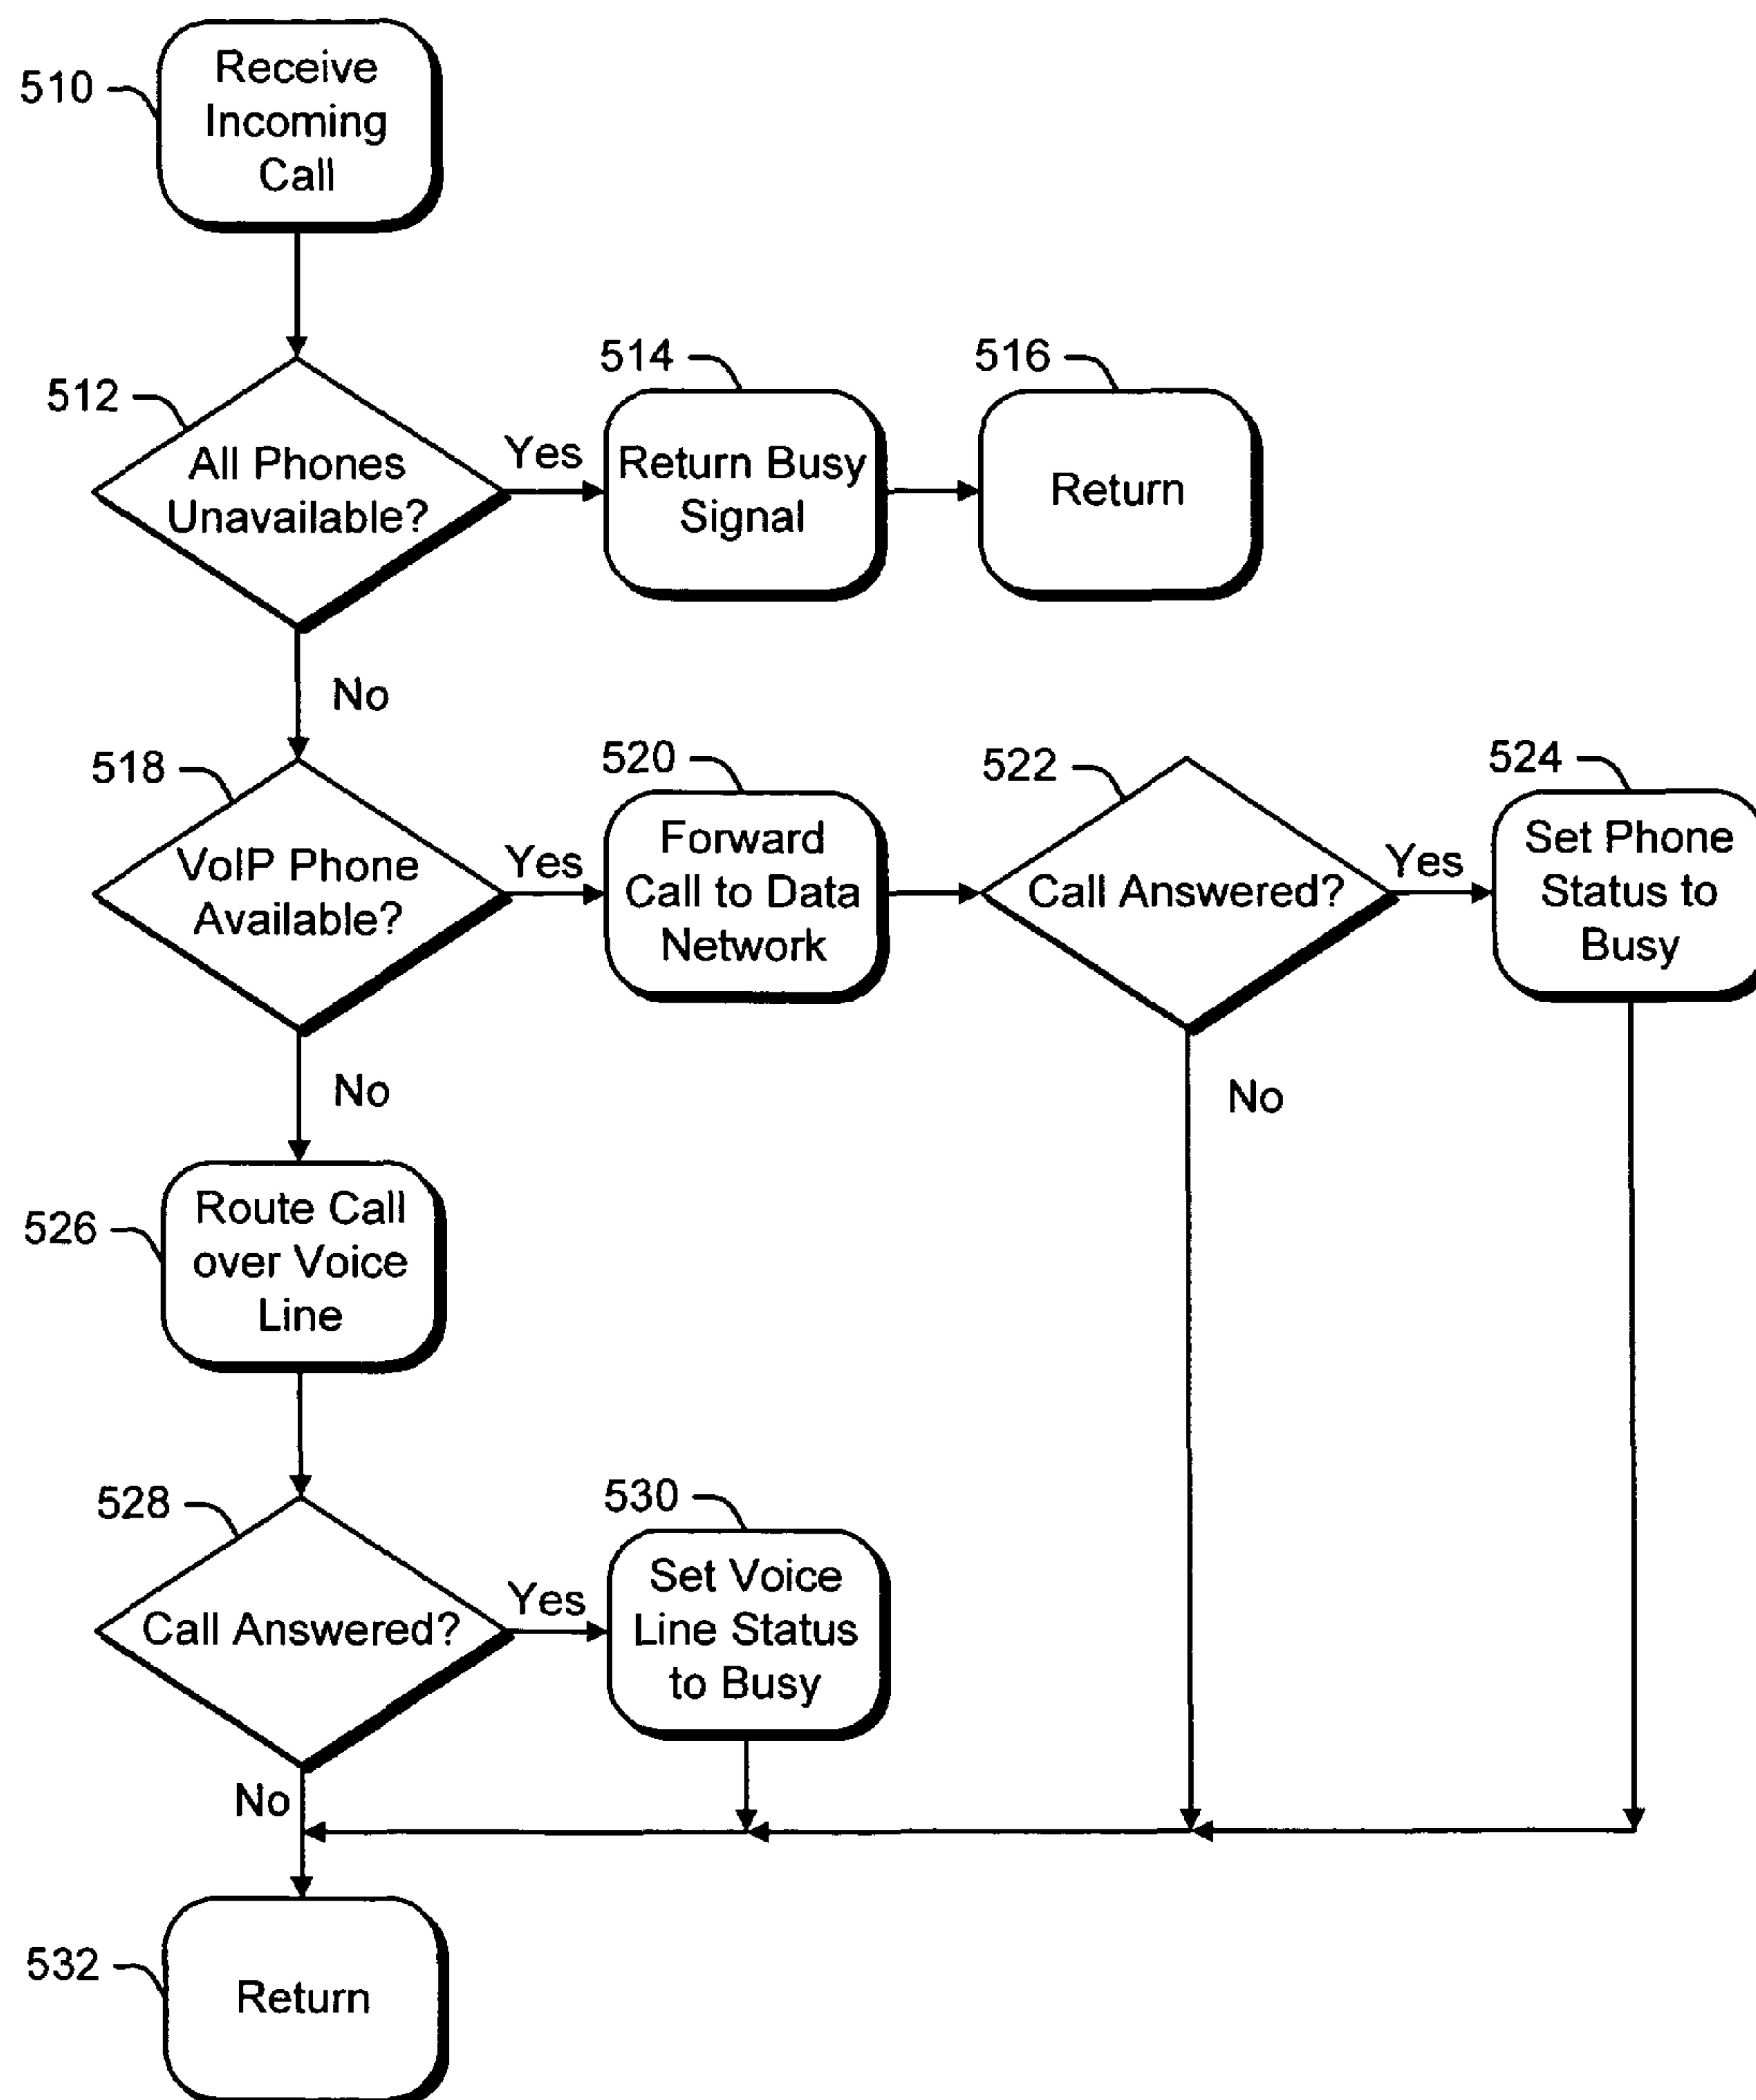 510
Receive
Incoming
Call
512
All Phones
Unavailable?
Yes
514
Return Busy
Signal
516
Return
No
518
VoIP Phone
Available?
Yes
520
Forward
Call to Data
Network
522
Call Answered?
Yes
524
Set Phone
Status to
Busy
No
No
526
Route Call
over Voice
Line
528
Call Answered?
Yes
530
Set Voice
Line Status
to Busy
No
532
Return